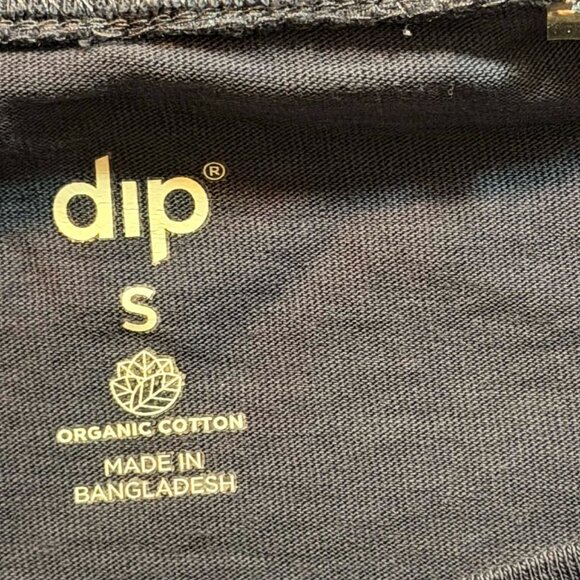 dip®
S
ORGANIC COTTON
MADE IN
BANGLADESH